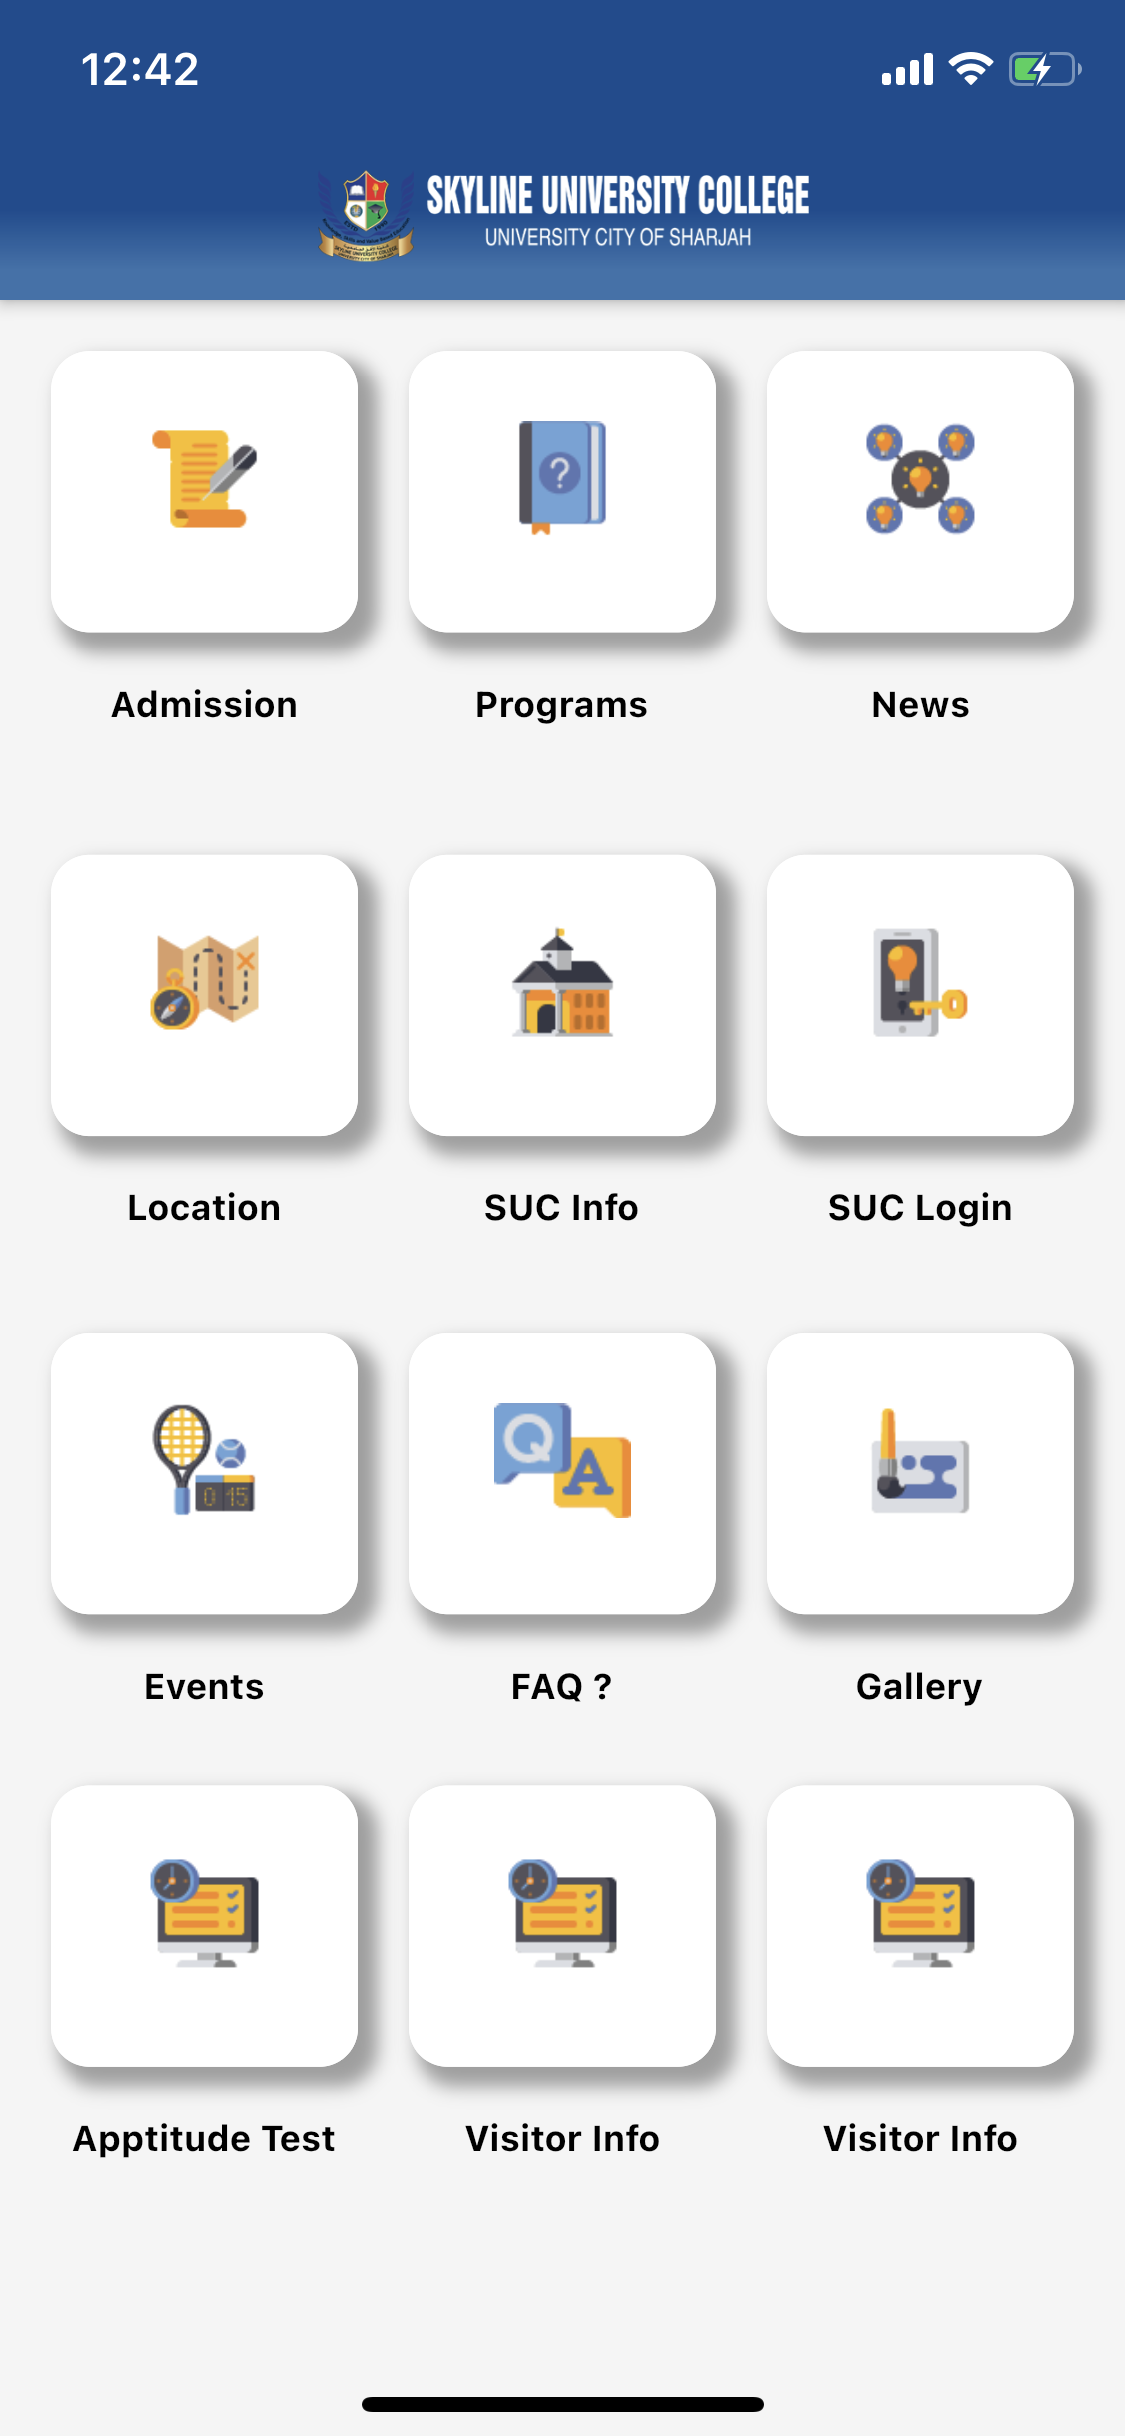 12:42
SKYLINE UNIVERSITY COLLEGE
UNIVERSITY CITY OF SHARJAH
Admission
Programs
News
Location
SUC Info
SUC Login
0 15
Q
A
Events
FAQ ?
Gallery
Apptitude Test
Visitor Info
Visitor Info